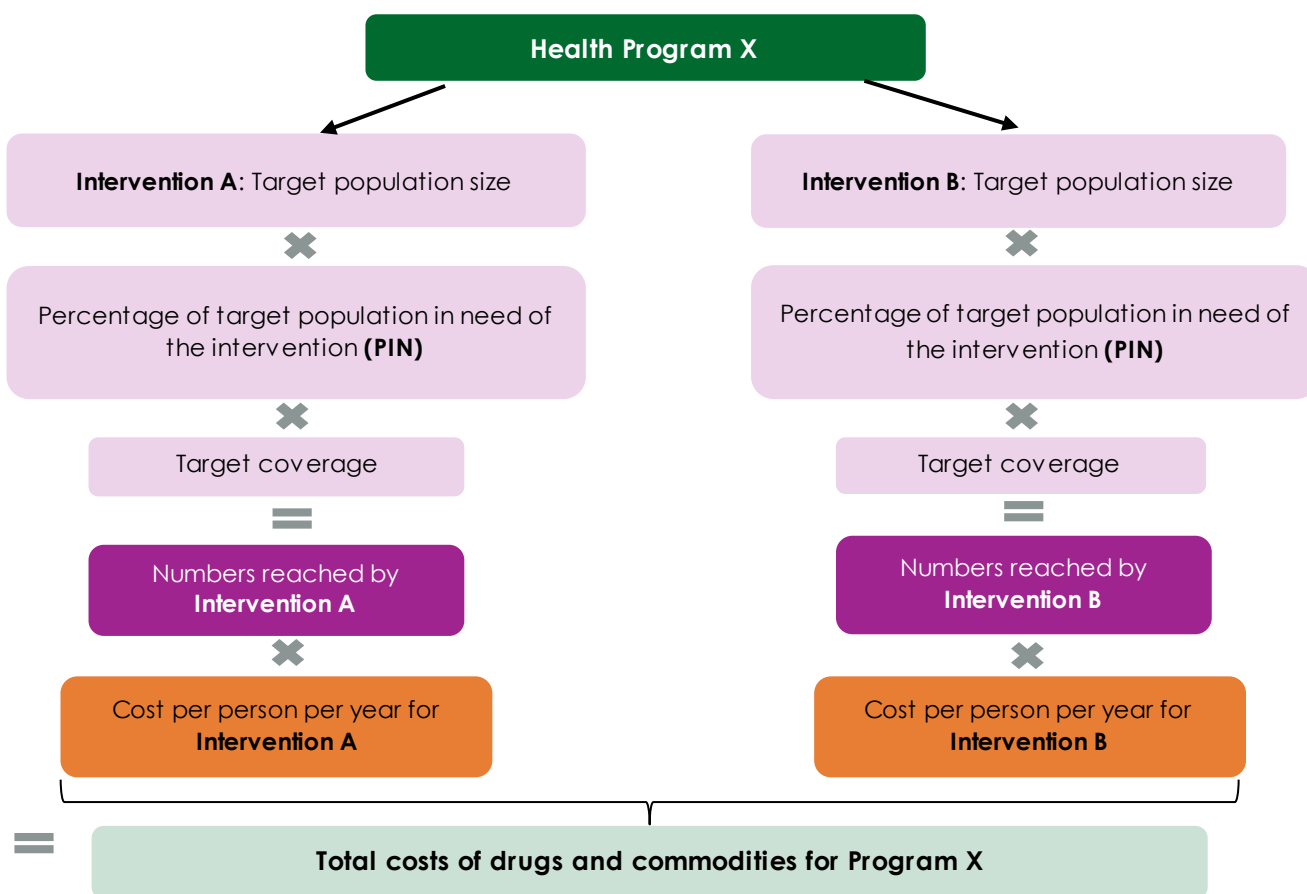 Health Program X
Intervention A: Target population size
Percentage of target population in need of
the intervention (PIN)
Target coverage
Numbers reached by
Intervention A
Cost per person per year for
Intervention A
Intervention B: Target population size
Percentage of target population in need of
the intervention (PIN)
Target coverage
Numbers reached by
Intervention B
Cost per person per year for
Intervention B
Total costs of drugs and commodities for Program X